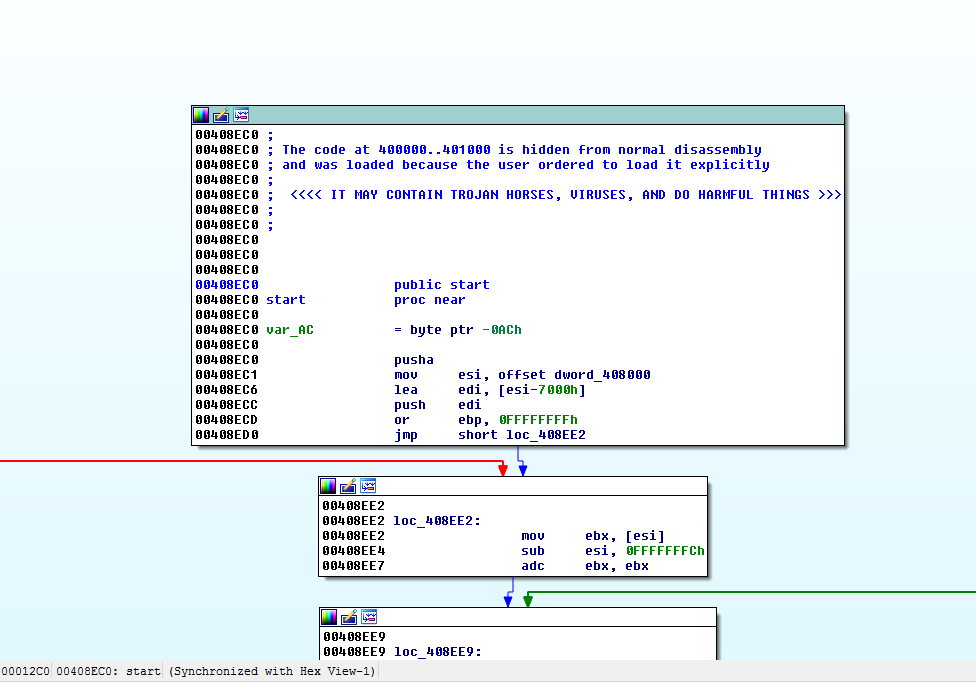 00408EC0 ;
00408EC0 ; The code at 400000..401000 is hidden from normal disassembly
00408EC0 ; and was loaded because the user ordered to load it explicitly
00408EC0 ;
00408EC0 ;  <<<< IT MAY CONTAIN TROJAN HORSES, VIRUSES, AND DO HARMFUL THINGS >>>
00408EC0 ;
00408EC0 ;
00408EC0
00408EC0
00408EC0
00408EC0 public start
00408EC0 start proc near
00408EC0
00408EC0 var_AC = byte ptr -0ACh
00408EC0
00408EC0 pusha
00408EC1 mov esi, offset dword_408000
00408EC6 lea edi, [esi-7000h]
00408ECC push edi
00408ECD or ebp, 0FFFFFFFFh
00408ED0 jmp short loc_408EE2
00408EE2
00408EE2 loc_408EE2:
00408EE2 mov ebx, [esi]
00408EE4 sub esi, 0FFFFFFFCh
00408EE7 adc ebx, ebx
00408EE9
00408EE9 loc_408EE9:
00012C0 00408EC0: start (Synchronized with Hex View-1)